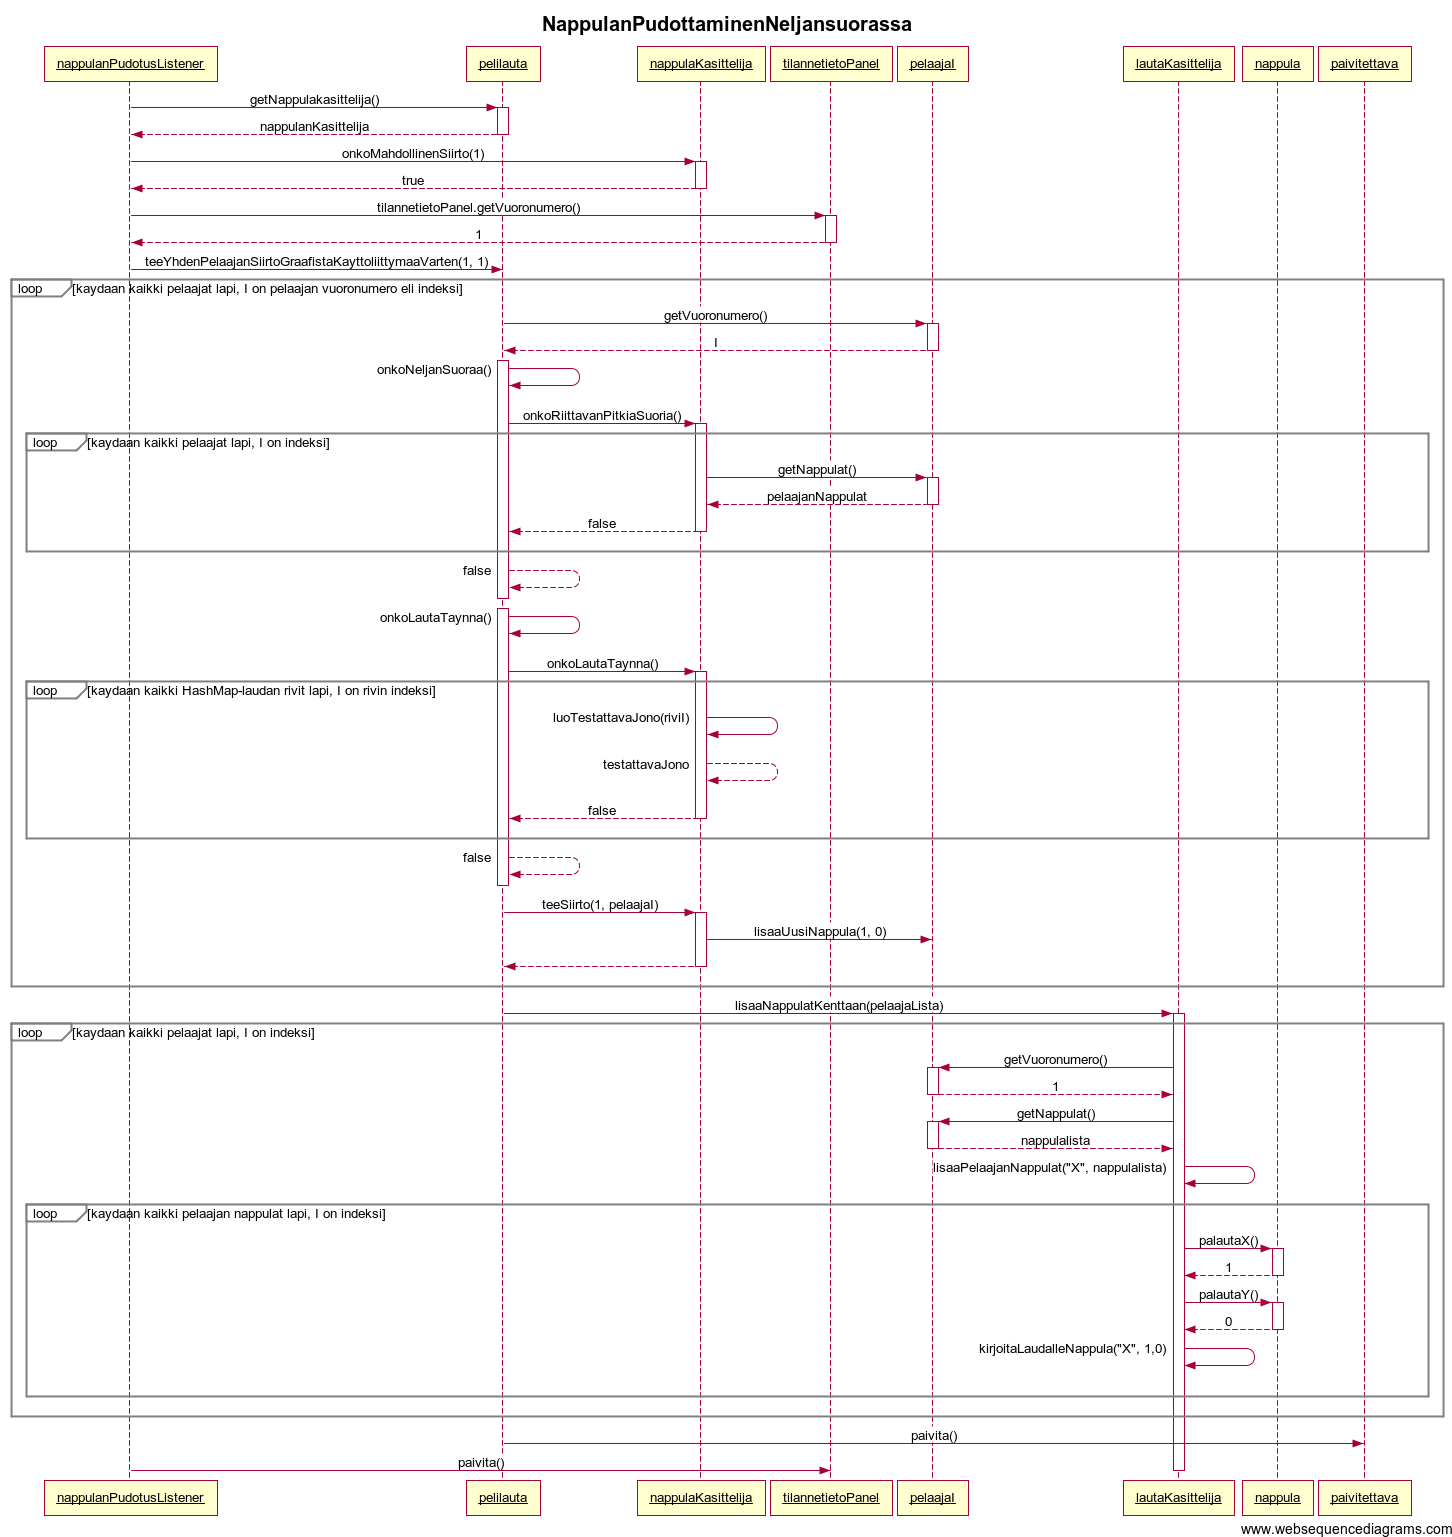 NappulanPudottaminenNeljansuorassa
nappulanPudotusListener
pelilauta
nappulaKasittelija
tilannetietoPanel
pelaajaI
lautaKasittelija
nappula
paivitettava
getNappulakasittelija()
nappulanKasittelija
onkoMahdollinenSiirto(1)
true
tilannetietoPanel.getVuoronumero()
1
teeYhdenPelaajanSiirtoGraafistaKayttoliittymaaVarten(1, 1)
loop [kaydaan kaikki pelaajat lapi, I on pelaajan vuoronumero eli indeksi]
getVuoronumero()
I
onkoNeljanSuoraa()
onkoRiittavanPitkiaSuoria()
loop [kaydaan kaikki pelaajat lapi, I on indeksi]
getNappulat()
pelaajanNappulat
false
false
onkoLautaTaynna()
onkoLautaTaynna()
loop [kaydaan kaikki HashMap-laudan rivit lapi, I on rivin indeksi]
luoTestattavaJono(riviI)
testattavaJono
false
false
teeSiirto(1, pelaajaI)
lisaaUusiNappula(1, 0)
lisaaNappulatKenttaan(pelaajaLista)
loop [kaydaan kaikki pelaajat lapi, I on indeksi]
getVuoronumero()
1
getNappulat()
nappulalista
lisaaPelaajanNappulat("X", nappulalista)
loop [kaydaan kaikki pelaajan nappulat lapi, I on indeksi]
palautaX()
1
palautaY()
0
kirjoitaLaudalleNappula("X", 1,0)
paivita()
paivita()
nappulanPudotusListener
pelilauta
nappulaKasittelija
tilannetietoPanel
pelaajaI
lautaKasittelija
nappula
paivitettava
www.websequencediagrams.com